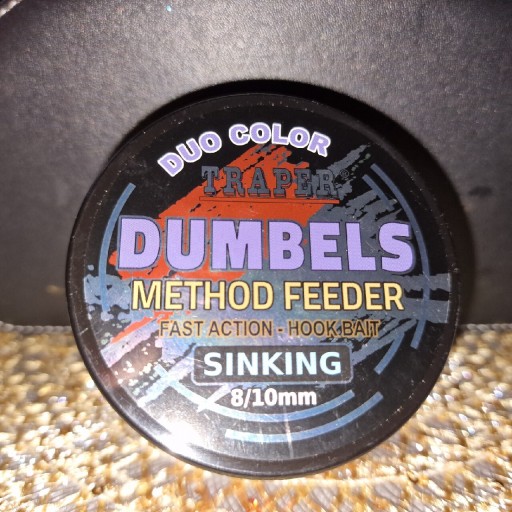 DUO COLOR
TRAPER®
DUMBELS
METHOD FEEDER
FAST ACTION - HOOK BAIT
SINKING
8/10mm